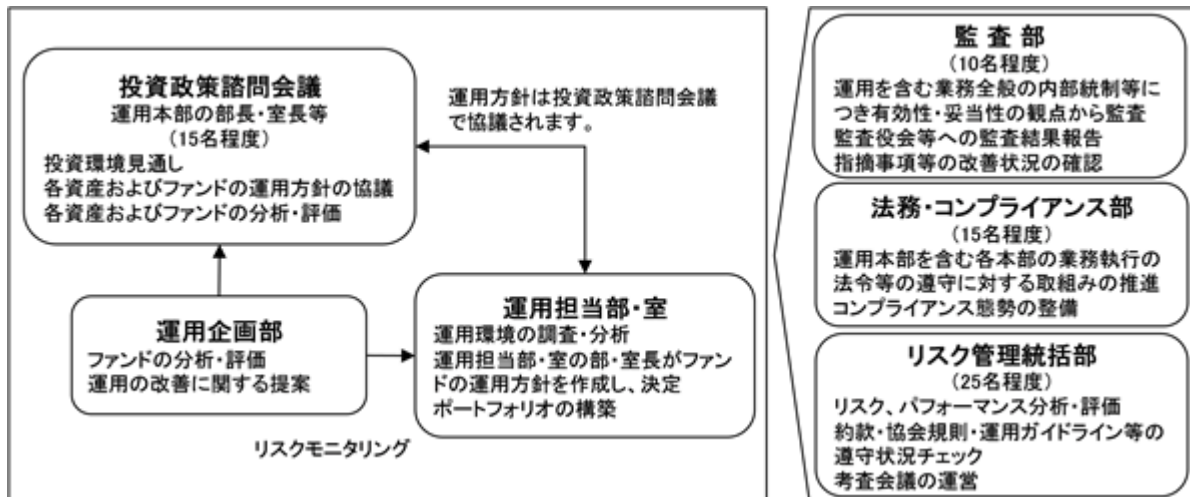 投資政策諮問会議
運用本部の部長・室長等
(15名程度)
投資環境見通し
各資産およびファンドの運用方針の協議
各資産およびファンドの分析・評価
運用方針は投資政策諮問会議
で協議されます。
運用企画部
ファンドの分析・評価
運用の改善に関する提案
運用担当部・室
運用環境の調査・分析
運用担当部・室の部・室長がファン
ドの運用方針を作成し、決定
ポートフォリオの構築
リスクモニタリング
監査部
(10名程度)
運用を含む業務全般の内部統制等に
つき有効性・妥当性の観点から監査
監査役会等への監査結果報告
指摘事項等の改善状況の確認
法務・コンプライアンス部
(15名程度)
運用本部を含む各本部の業務執行の
法令等の遵守に対する取組みの推進
コンプライアンス態勢の整備
リスク管理統括部
(25名程度)
リスク、パフォーマンス分析・評価
約款・協会規則・運用ガイドライン等の
遵守状況チェック
考査会議の運営